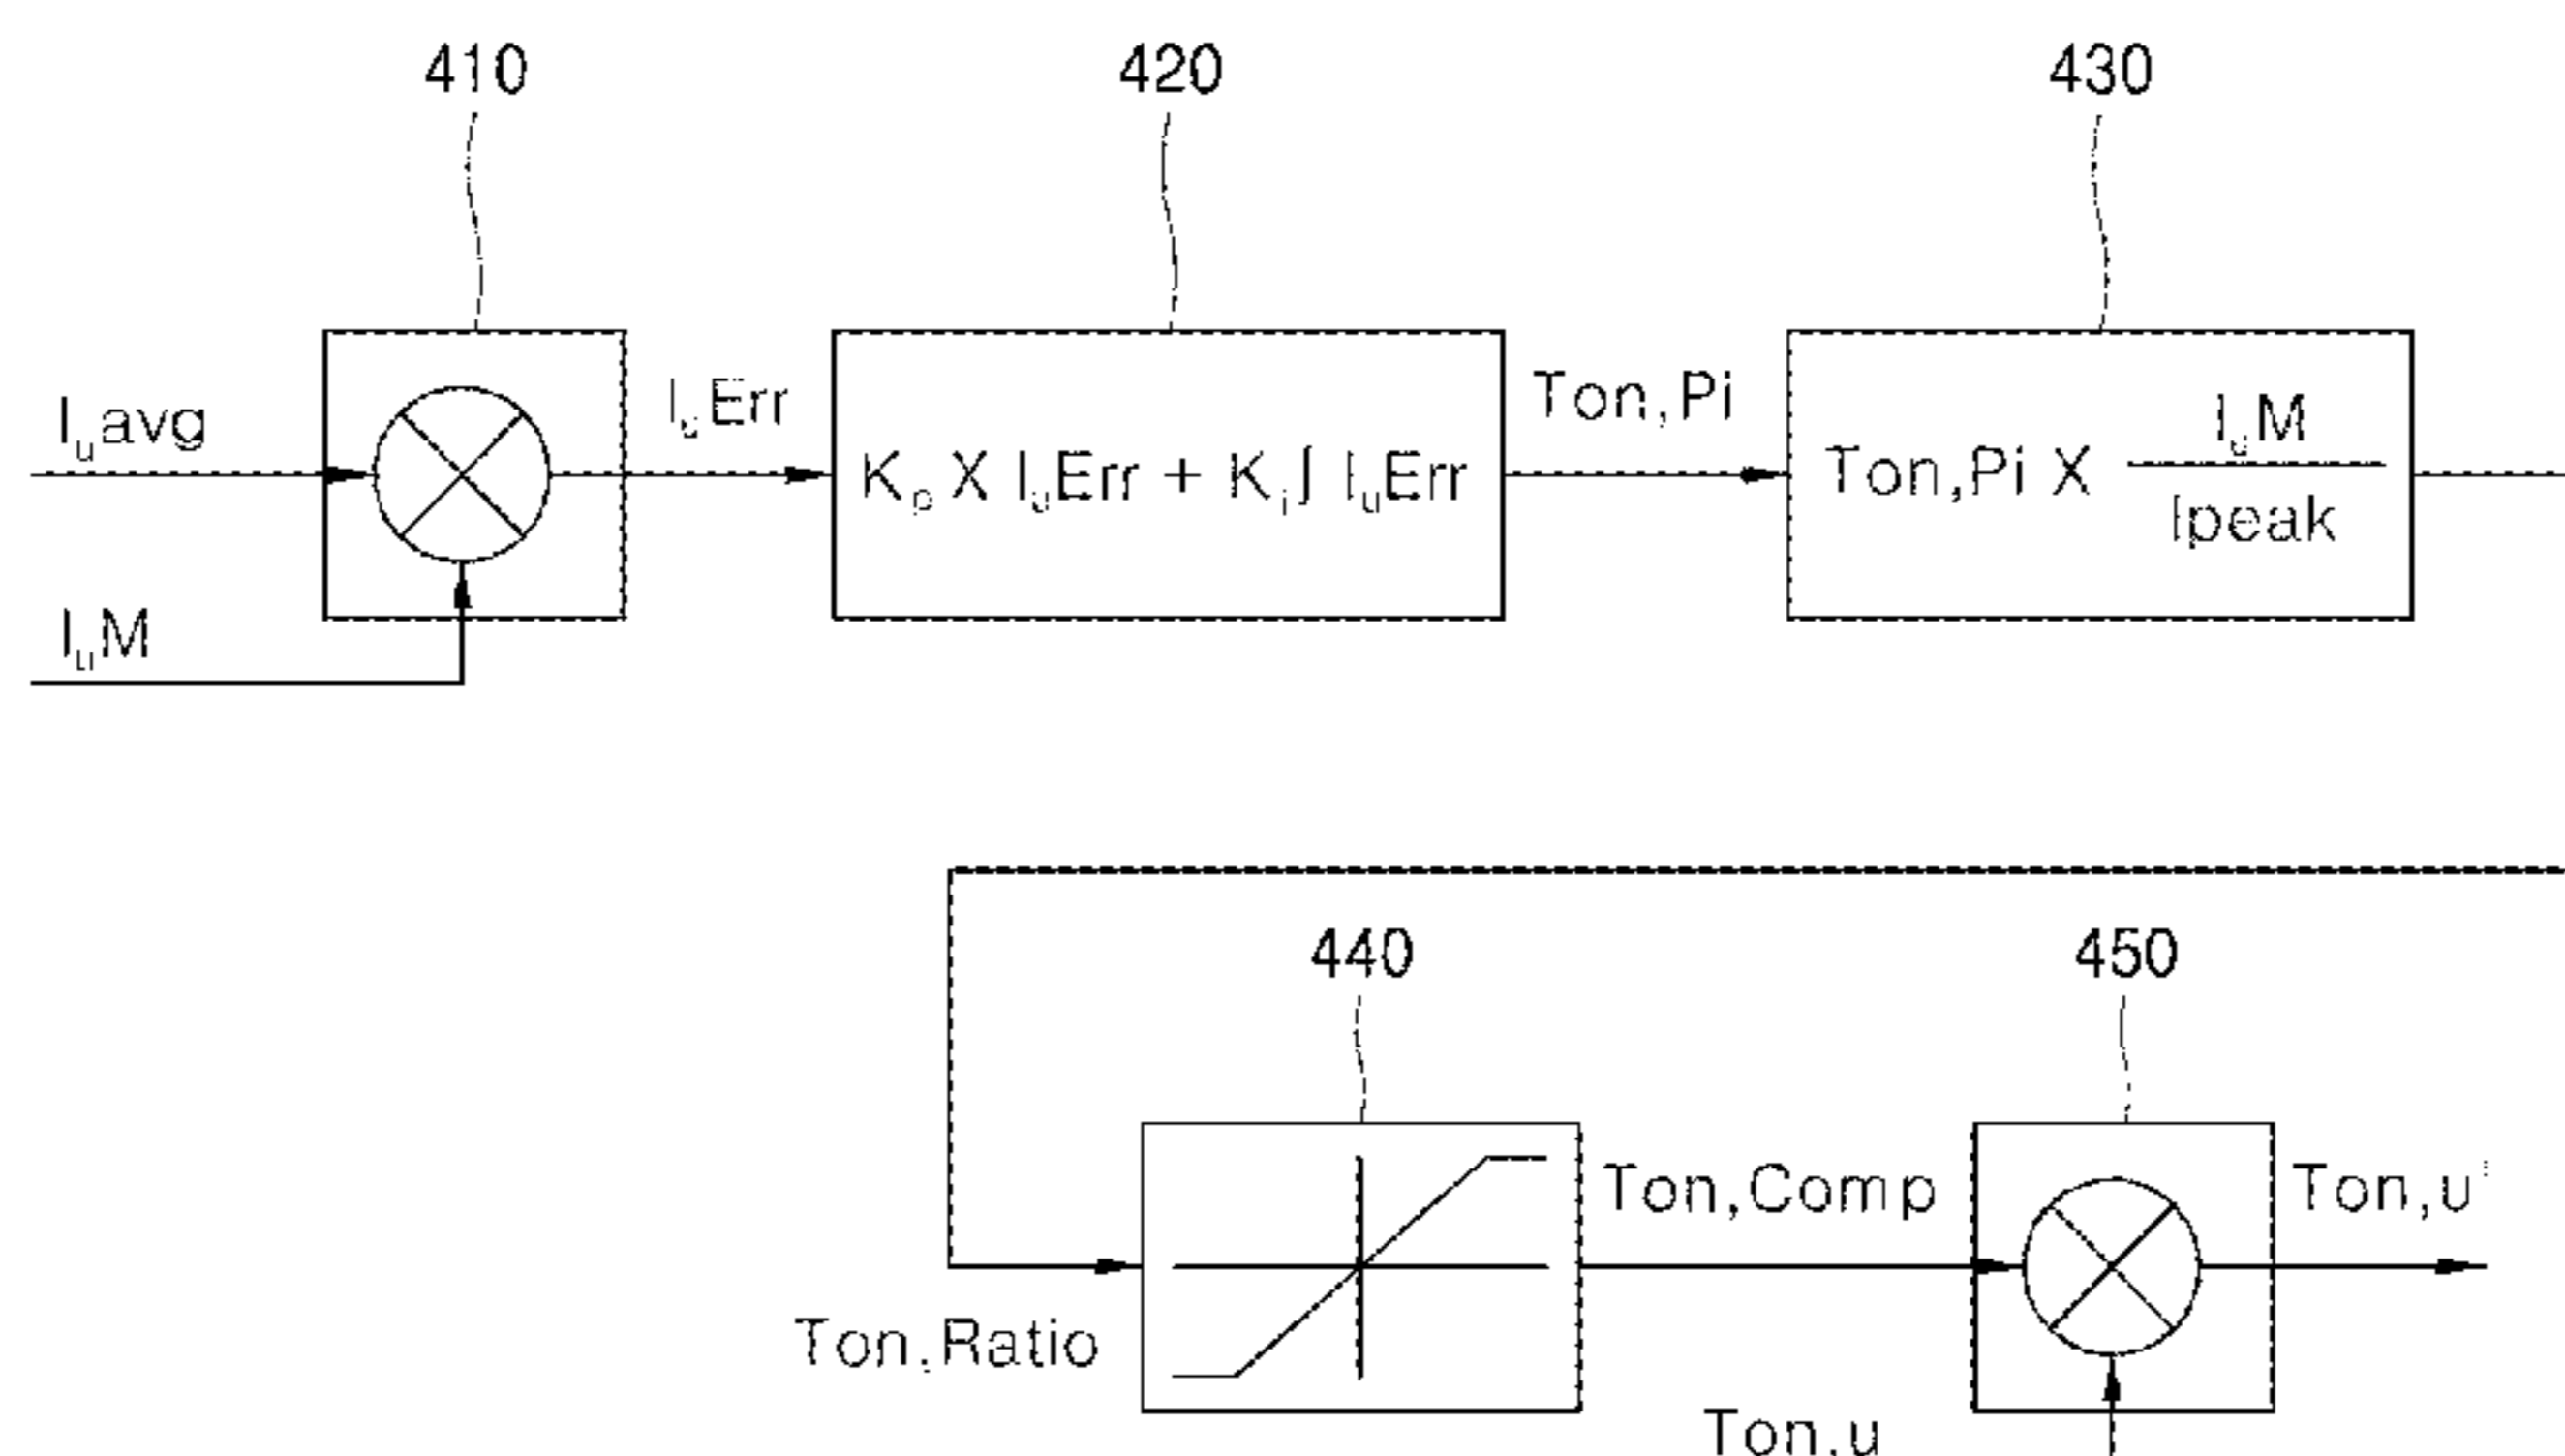 410
420
430
IuAvg
IuErr
Kp X IuErr + Ki∫ IuErr
Ton,Pi
Ton,Pi X IuM
Ipeak
IuM
440
450
Ton,Ratio
Ton,Comp
Ton,u'
Ton,u